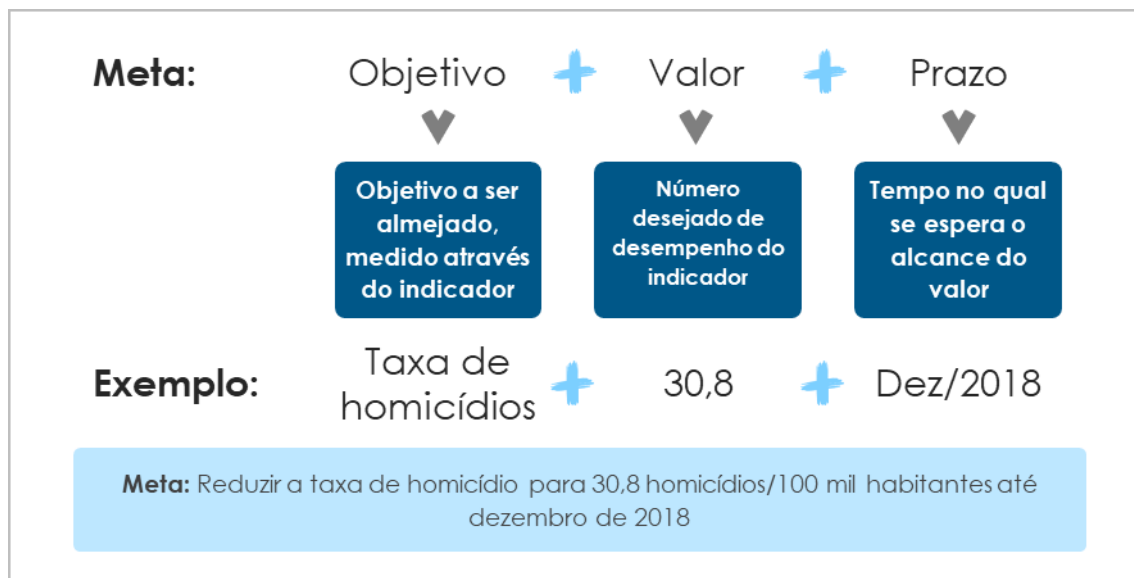 Meta: Objetivo + Valor + Prazo
Objetivo a ser
almejado,
medido através
do indicador
Número
desejado de
desempenho do
indicador
Tempo no qual
se espera o
alcance do
valor
Exemplo: Taxa de
homicídios + 30,8 + Dez/2018
Meta: Reduzir a taxa de homicídio para 30,8 homicídios/100 mil habitantes até
dezembro de 2018